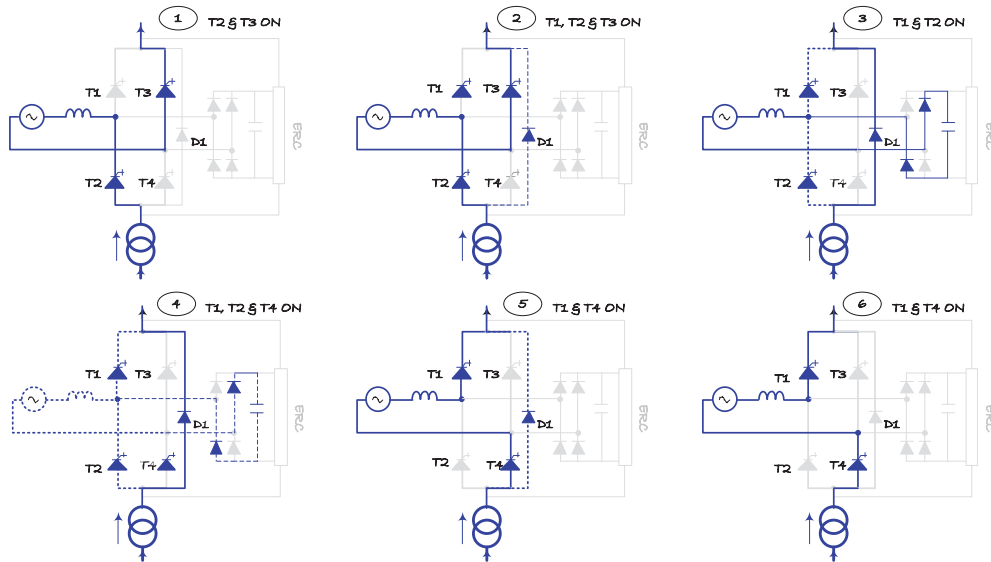 1 T2 & T3 ON
T1 T3
D1
T2 T4
ERC
2 T1, T2 & T3 ON
T1 T3
D1
T2 T4
ERC
3 T1 & T2 ON
T1 T3
D1
T2 T4
ERC
4 T1, T2 & T4 ON
T1 T3
D1
T2 T4
ERC
5 T1 & T4 ON
T1 T3
D1
T2 T4
ERC
6 T1 & T4 ON
T1 T3
D1
T2 T4
ERC